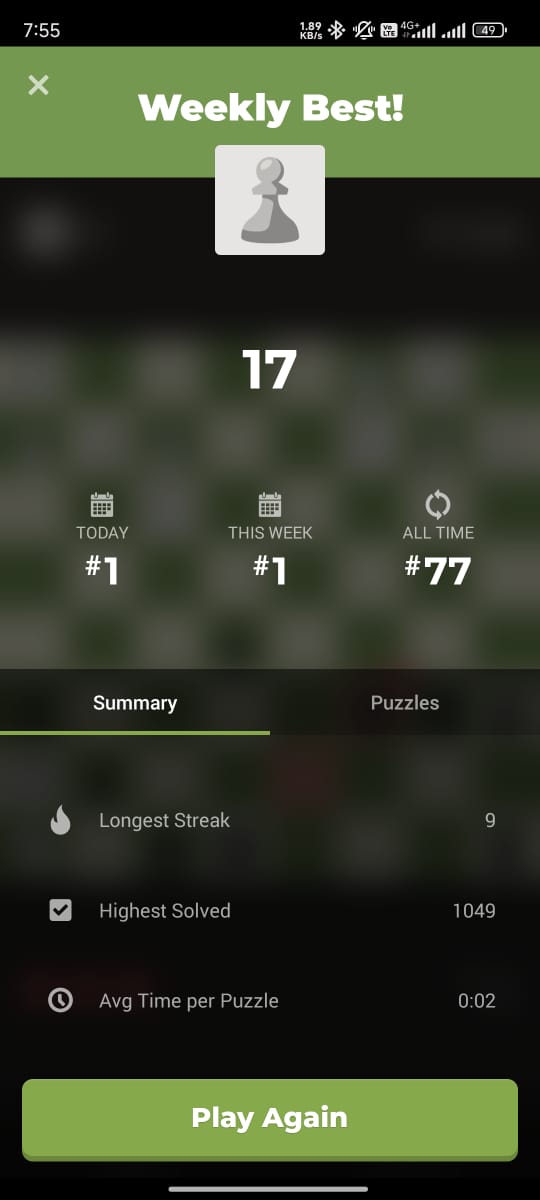 7:55
1.89
KB/s
Vo
LTE
4G+
49
Weekly Best!
17
TODAY
THIS WEEK
ALL TIME
#1
#1
#77
Summary
Puzzles
Longest Streak
9
Highest Solved
1049
Avg Time per Puzzle
0:02
Play Again